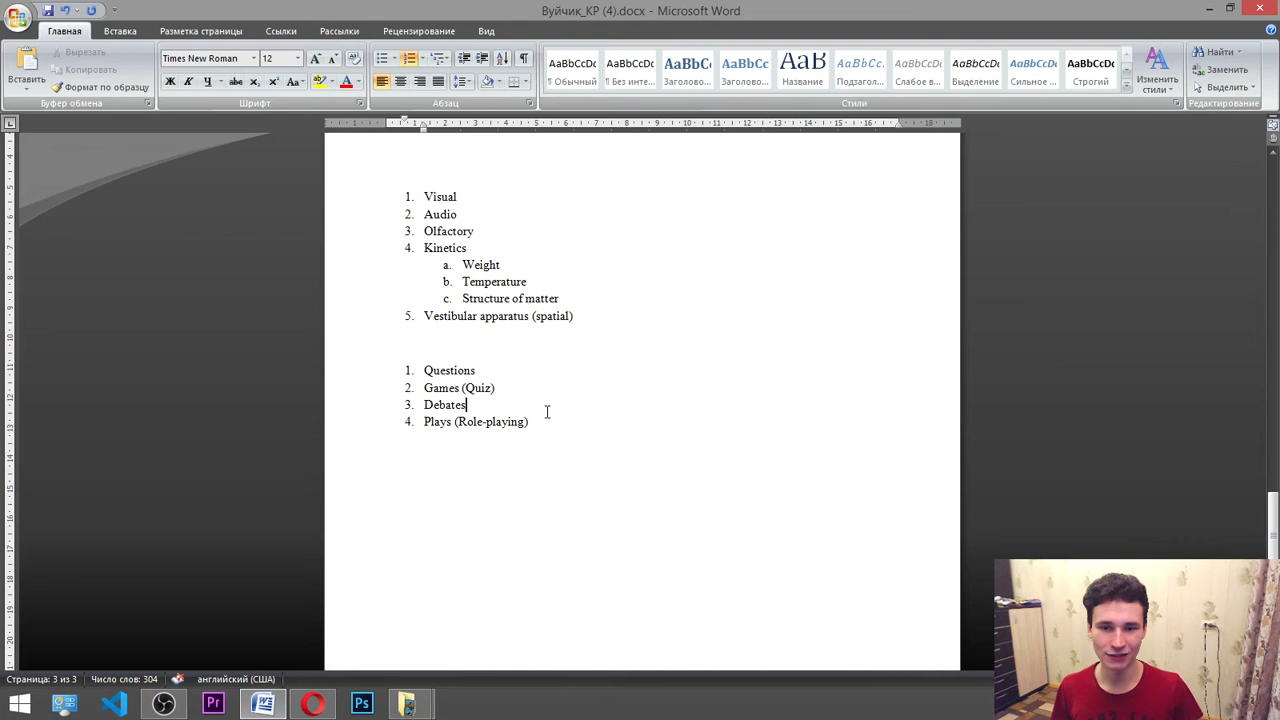 Вуйчик_КР (4).docx - Microsoft Word
Главная Вставка Разметка страницы Ссылки Рассылки Рецензирование Вид
Вставить
Вырезать
Копировать
Формат по образцу
Буфер обмена
Times New Roman 12
Шрифт
Абзац
AaBbCcDc AaBbCcDc AaBbCc AaBbCc AaB AaBbCc. AaBbCcDc AaBbCcDc AaBbCcDc AaBbCcDc
¶ Обычный ¶ Без инте... Заголово... Заголово... Название Подзагол... Слабое в... Выделение Сильное ... Строгий
Стили
Изменить стили
Найти
Заменить
Выделить
Редактирование
1. Visual
2. Audio
3. Olfactory
4. Kinetics
a. Weight
b. Temperature
c. Structure of matter
5. Vestibular apparatus (spatial)
1. Questions
2. Games (Quiz)
3. Debates
4. Plays (Role-playing)
Страница: 3 из 3 Число слов: 304 английский (США)
Pr Ps